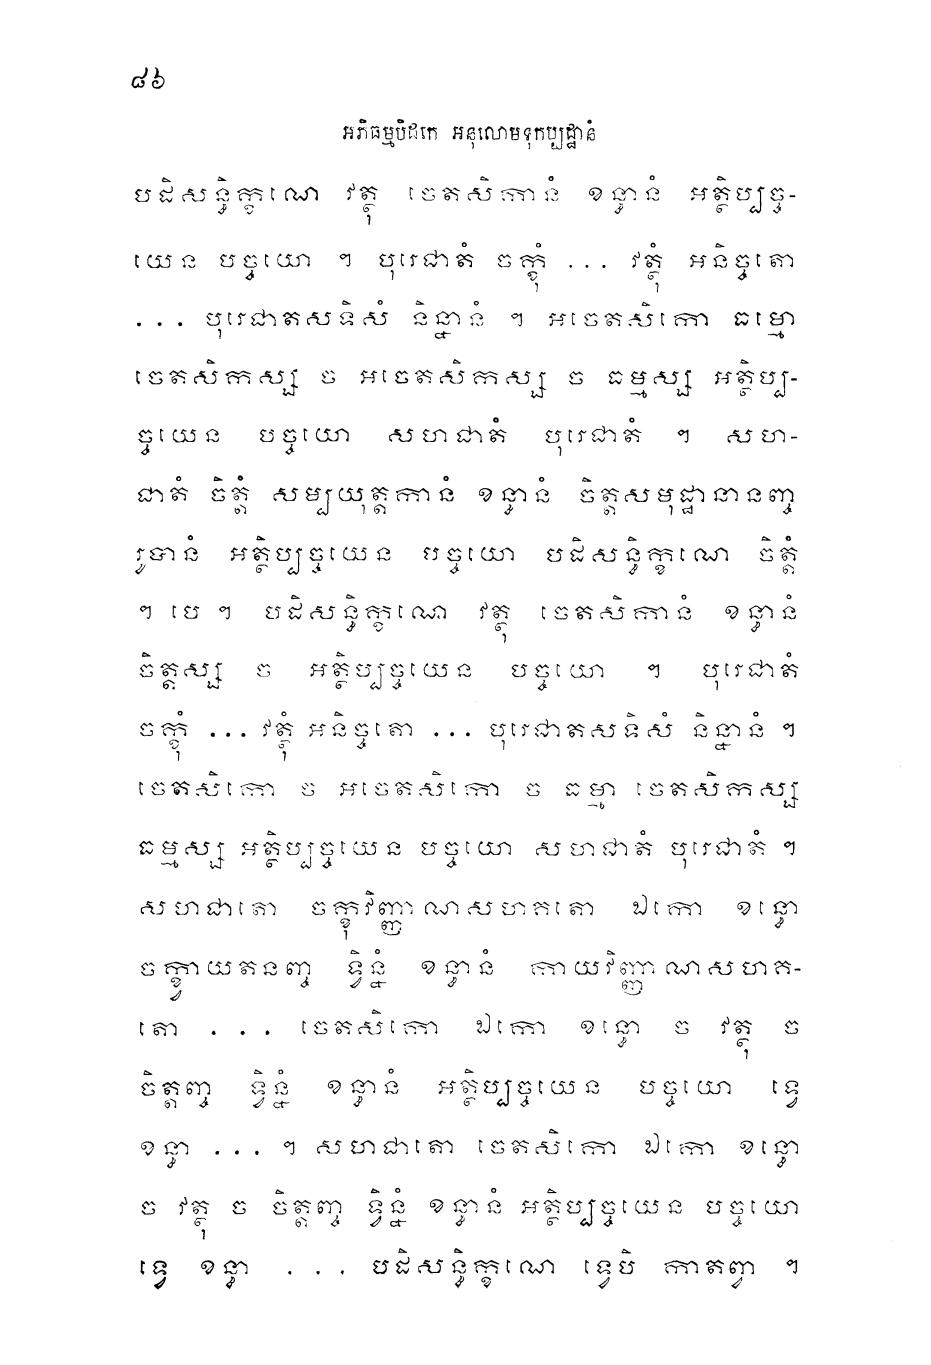 ៨៦
អភិធម្មបិដកេ អនុលោមទុកប្បដ្ឋានំ
បដិសន្ធិក្ខណេ វត្ថុ ចេតសិកានំ ខន្ធានំ អត្ថិប្បច្ច-
យេន បច្ចយោ ។ បុរេជាតំ ចក្ខុំ ... វត្ថុំ អនិច្ចតោ
... បុរេជាតសទិសំ និន្នានំ ។ អចេតសិកោ ធម្មោ
ចេតសិកស្ស ច អចេតសិកស្ស ច ធម្មស្ស អត្ថិប្ប-
ច្ចយេន បច្ចយោ សហជាតំ បុរេជាតំ ។ សហ-
ជាតំ ចិត្តំ សម្បយុត្តកានំ ខន្ធានំ ចិត្តសមុដ្ឋានានញ្ច
រូបានំ អត្ថិប្បច្ចយេន បច្ចយោ បដិសន្ធិក្ខណេ ចិត្តំ
។ បេ ។ បដិសន្ធិក្ខណេ វត្ថុ ចេតសិកានំ ខន្ធានំ
ចិត្តស្ស ច អត្ថិប្បច្ចយេន បច្ចយោ ។ បុរេជាតំ
ចក្ខុំ ... វត្ថុំ អនិច្ចតោ ... បុរេជាតសទិសំ និន្នានំ ។
ចេតសិកោ ច អចេតសិកោ ច ធម្មា ចេតសិកស្ស
ធម្មស្ស អត្ថិប្បច្ចយេន បច្ចយោ សហជាតំ បុរេជាតំ ។
សហជាតោ ចក្ខុវិញ្ញាណសហគតោ ឯកោ ខន្ធោ
ចក្ខ្វាយតនញ្ច ទ្វិន្នំ ខន្ធានំ កាយវិញ្ញាណសហគ-
តោ ... ចេតសិកោ ឯកោ ខន្ធោ ច វត្ថុ ច
ចិត្តញ្ច ទ្វិន្នំ ខន្ធានំ អត្ថិប្បច្ចយេន បច្ចយោ ទ្វេ
ខន្ធា ... ។ សហជាតោ ចេតសិកោ ឯកោ ខន្ធោ
ច វត្ថុ ច ចិត្តញ្ច ទ្វិន្នំ ខន្ធានំ អត្ថិប្បច្ចយេន បច្ចយោ
ទ្វេ ខន្ធា ... បដិសន្ធិក្ខណេ ទ្វេបិ កាតព្វា ។